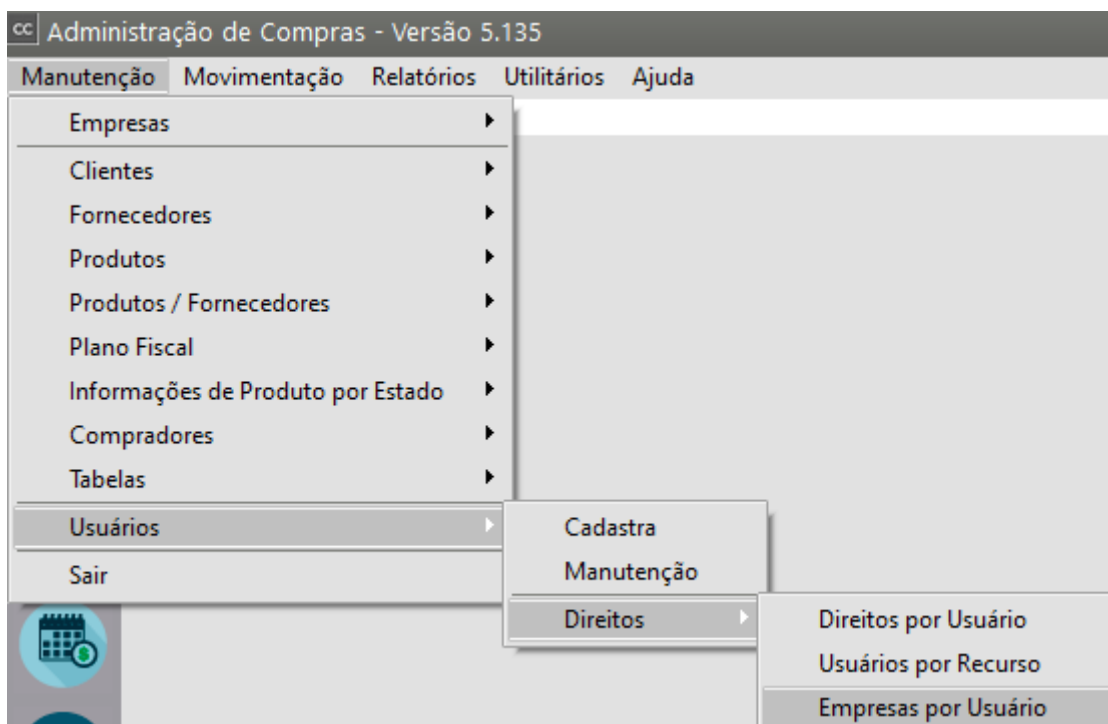 cc Administração de Compras - Versão 5.135
Manutenção Movimentação Relatórios Utilitários Ajuda
Empresas
Clientes
Fornecedores
Produtos
Produtos / Fornecedores
Plano Fiscal
Informações de Produto por Estado
Compradores
Tabelas
Usuários
Sair
Cadastra
Manutenção
Direitos
Direitos por Usuário
Usuários por Recurso
Empresas por Usuário